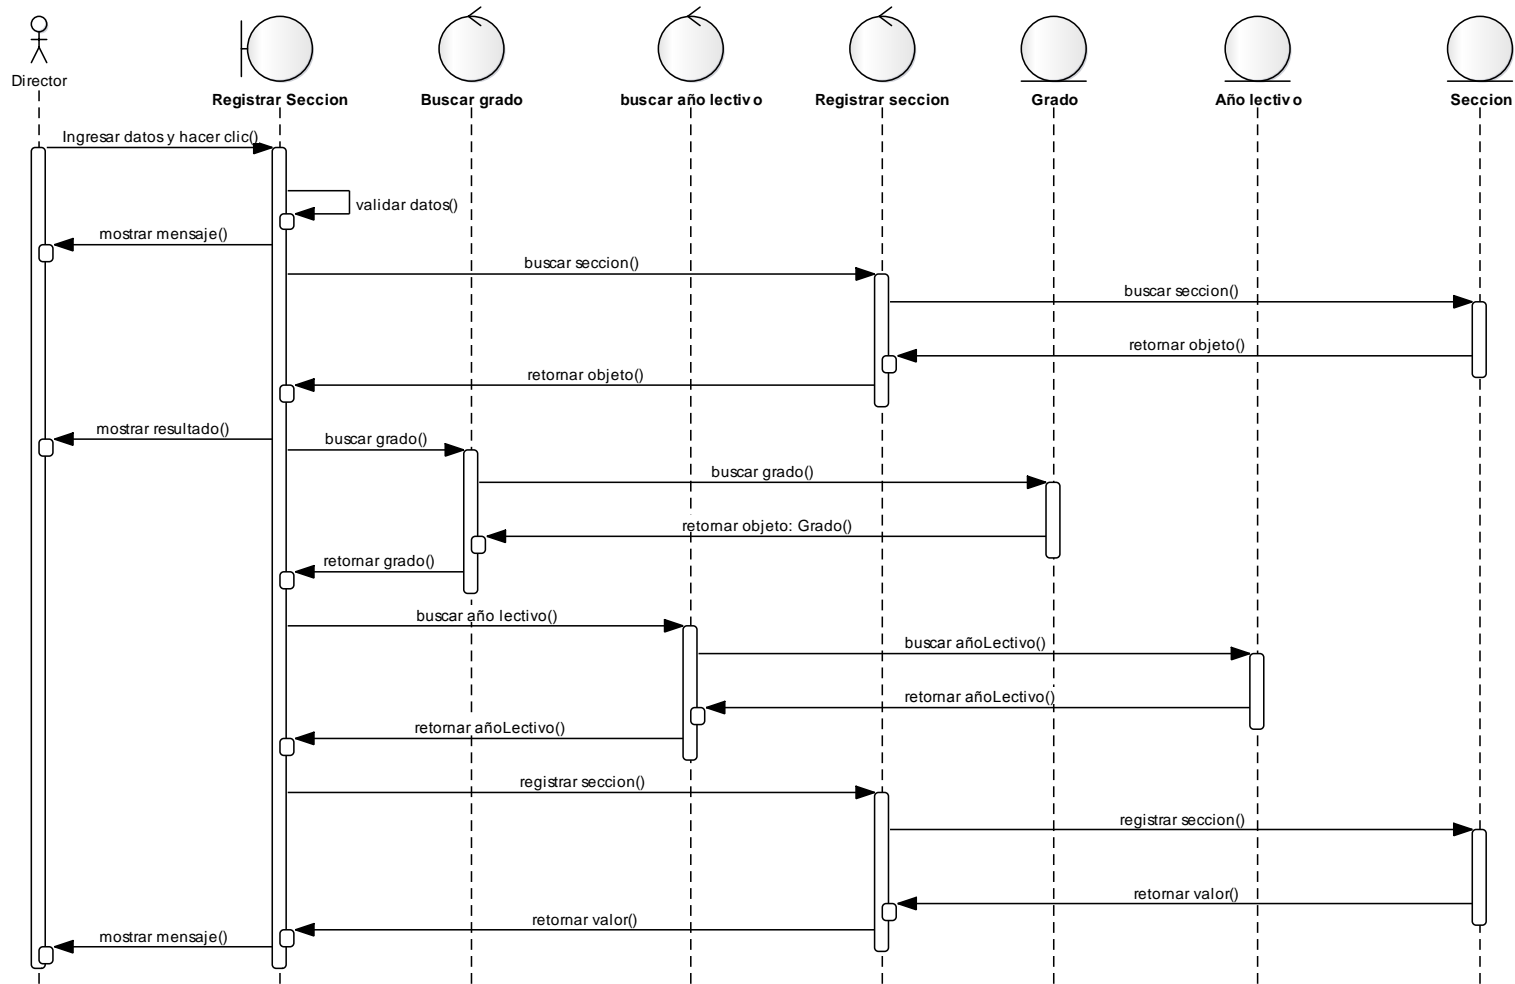 Director
Registrar Seccion
Buscar grado
buscar año lectivo
Registrar seccion
Grado
Año lectivo
Seccion
Ingresar datos y hacer clic()
validar datos()
mostrar mensaje()
buscar seccion()
buscar seccion()
retornar objeto()
retornar objeto()
mostrar resultado()
buscar grado()
buscar grado()
retornar objeto: Grado()
retornar grado()
buscar año lectivo()
buscar añoLectivo()
retornar añoLectivo()
retornar añoLectivo()
registrar seccion()
registrar seccion()
retornar valor()
retornar valor()
mostrar mensaje()